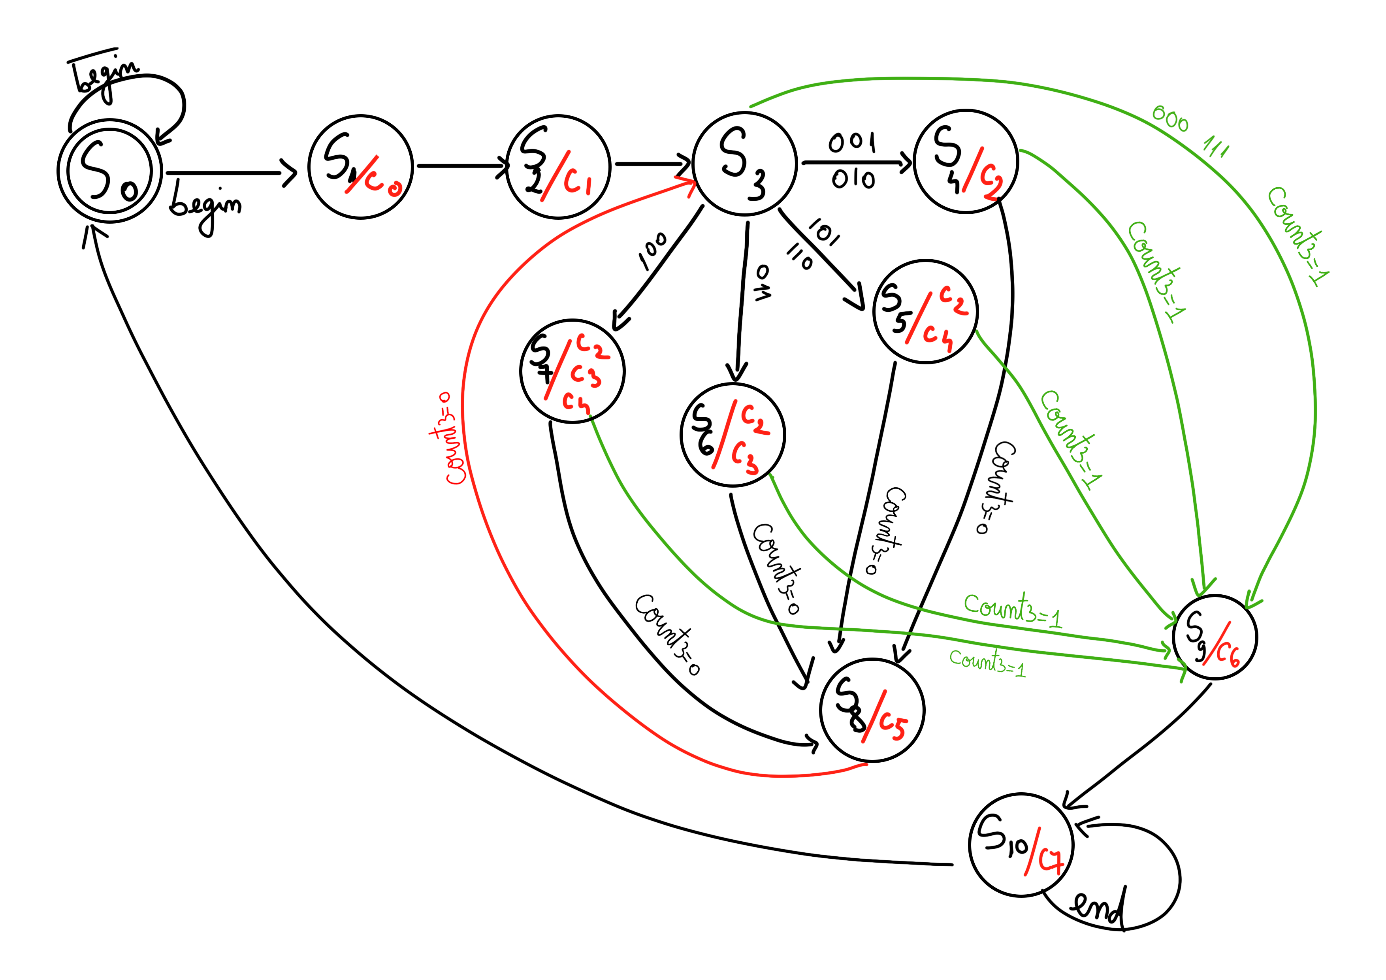 begin
S0
begin
S1/C0
S2/C1
S3
001
010
S4/C2
000 111
Count3=1
Count3=1
100
011
101
110
S5/C2
C4
S7/C2
C3
C4
S6/C2
C3
Count3=0
Count3=1
Count3=0
Count3=0
Count3=0
Count3=0
Count3=1
Count3=1
S9/C6
S8/C5
S10/C7
end